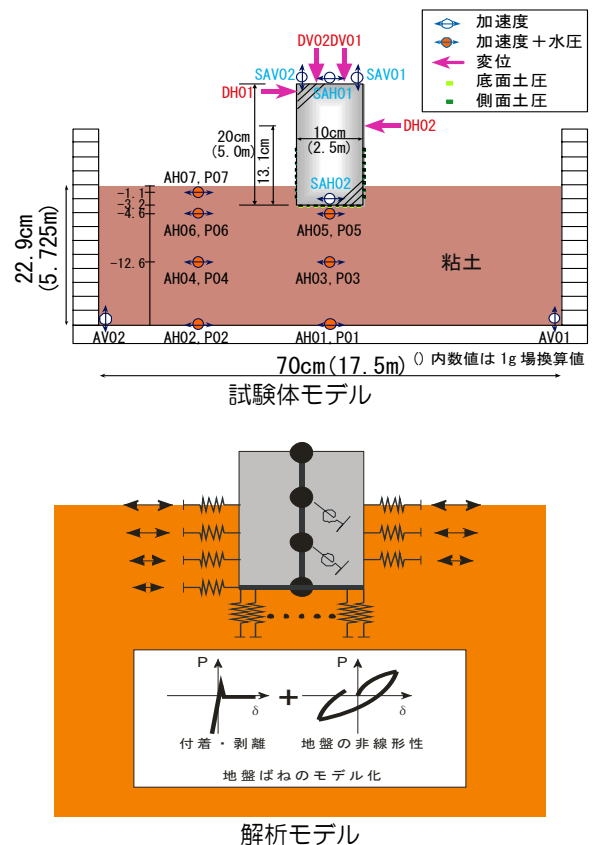 加速度
加速度＋水圧
変位
底面土圧
側面土圧
DV02 DV01
SAV02
SAV01
SAH01
DH01
DH02
20cm
(5.0m)
13.1cm
10cm
(2.5m)
SAH02
AH07, P07
-1.1
-3.2
-4.6
AH06, P06
AH05, P05
-12.6
AH04, P04
AH03, P03
粘土
22.9cm
(5.725m)
AV02
AH02, P02
AH01, P01
AV01
70cm(17.5m)
() 内数値は 1g 場換算値
試験体モデル
P
δ
+
P
δ
付着・剥離
地盤の非線形性
地盤ばねのモデル化
解析モデル